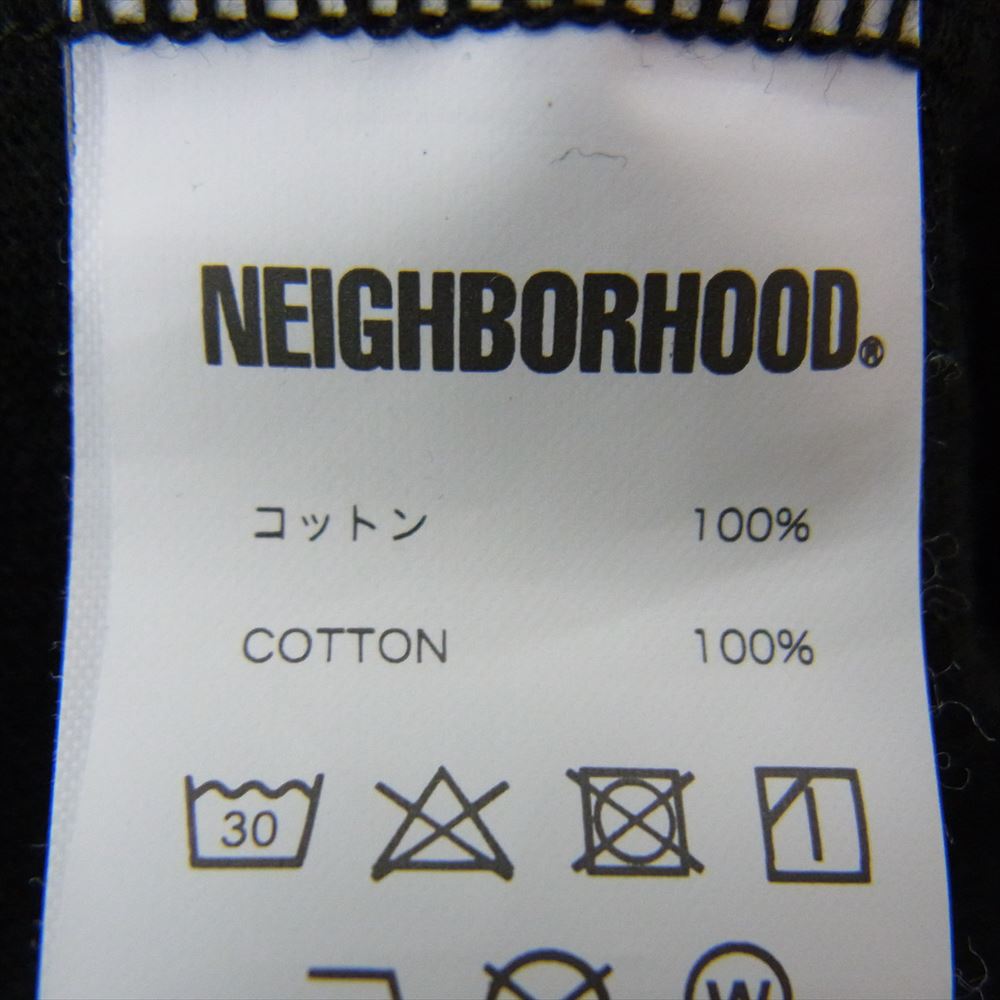 NEIGHBORHOOD®
コットン 100%
COTTON 100%
30
W